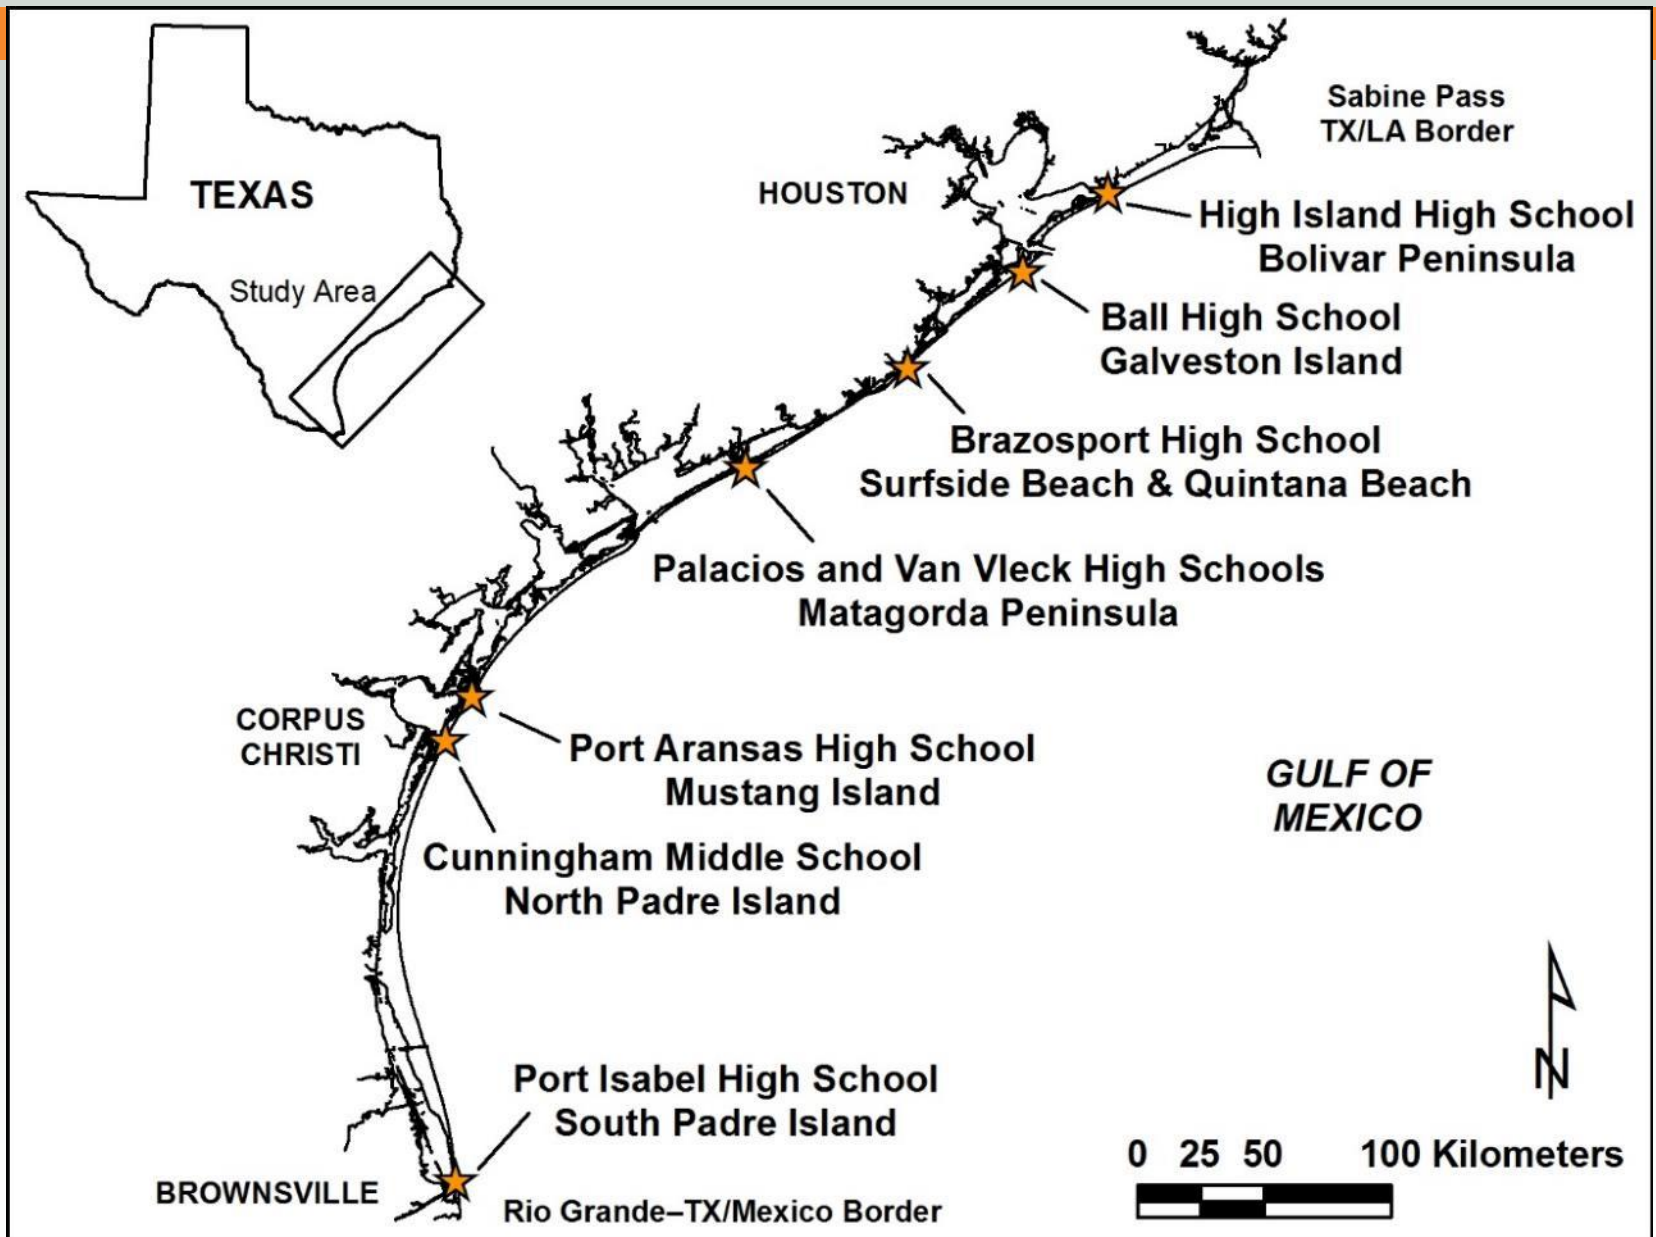 TEXAS
Study Area
Sabine Pass
TX/LA Border
HOUSTON
High Island High School
Bolivar Peninsula
Ball High School
Galveston Island
Brazosport High School
Surfside Beach & Quintana Beach
Palacios and Van Vleck High Schools
Matagorda Peninsula
CORPUS
CHRISTI
Port Aransas High School
Mustang Island
GULF OF
MEXICO
Cunningham Middle School
North Padre Island
Port Isabel High School
South Padre Island
BROWNSVILLE
Rio Grande–TX/Mexico Border
N
0 25 50 100 Kilometers